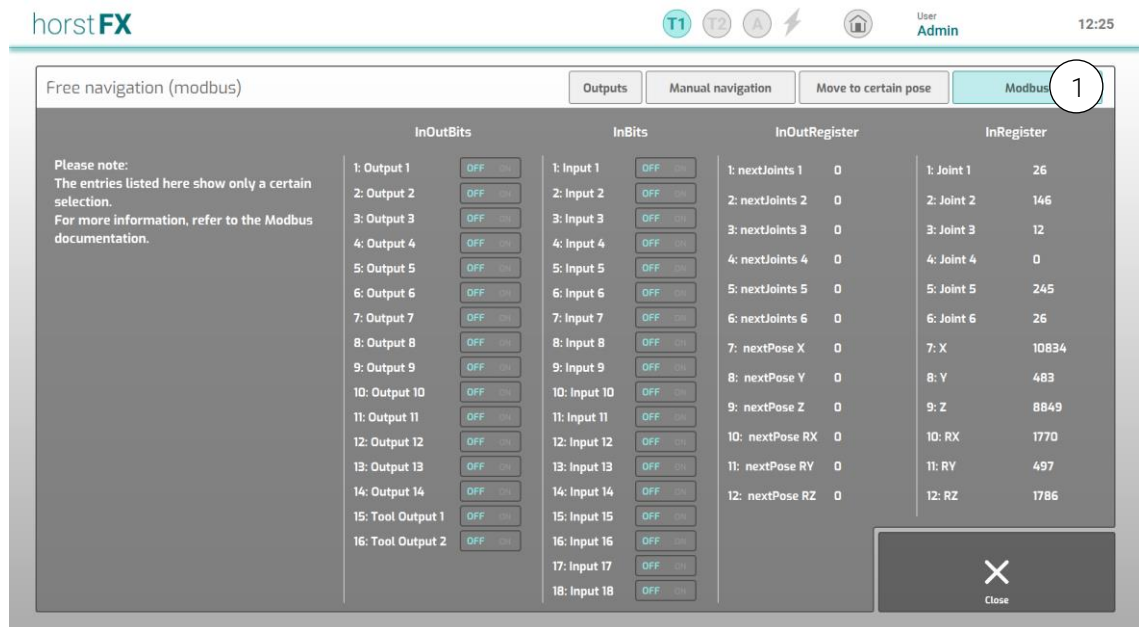 horstFX
T1 T2 A
User
Admin
12:25
Free navigation (modbus)
Outputs
Manual navigation
Move to certain pose
Modbus
1
InOutBits
InBits
InOutRegister
InRegister
Please note:
The entries listed here show only a certain
selection.
For more information, refer to the Modbus
documentation.
1: Output 1 OFF ON
2: Output 2 OFF ON
3: Output 3 OFF ON
4: Output 4 OFF ON
5: Output 5 OFF ON
6: Output 6 OFF ON
7: Output 7 OFF ON
8: Output 8 OFF ON
9: Output 9 OFF ON
10: Output 10 OFF ON
11: Output 11 OFF ON
12: Output 12 OFF ON
13: Output 13 OFF ON
14: Output 14 OFF ON
15: Tool Output 1 OFF ON
16: Tool Output 2 OFF ON
1: Input 1 OFF ON
2: Input 2 OFF ON
3: Input 3 OFF ON
4: Input 4 OFF ON
5: Input 5 OFF ON
6: Input 6 OFF ON
7: Input 7 OFF ON
8: Input 8 OFF ON
9: Input 9 OFF ON
10: Input 10 OFF ON
11: Input 11 OFF ON
12: Input 12 OFF ON
13: Input 13 OFF ON
14: Input 14 OFF ON
15: Input 15 OFF ON
16: Input 16 OFF ON
17: Input 17 OFF ON
18: Input 18 OFF ON
1: nextJoints 1 0
2: nextJoints 2 0
3: nextJoints 3 0
4: nextJoints 4 0
5: nextJoints 5 0
6: nextJoints 6 0
7: nextPose X 0
8: nextPose Y 0
9: nextPose Z 0
10: nextPose RX 0
11: nextPose RY 0
12: nextPose RZ 0
1: Joint 1 26
2: Joint 2 146
3: Joint 3 12
4: Joint 4 0
5: Joint 5 245
6: Joint 6 26
7: X 10834
8: Y 483
9: Z 8849
10: RX 1770
11: RY 497
12: RZ 1786
Close